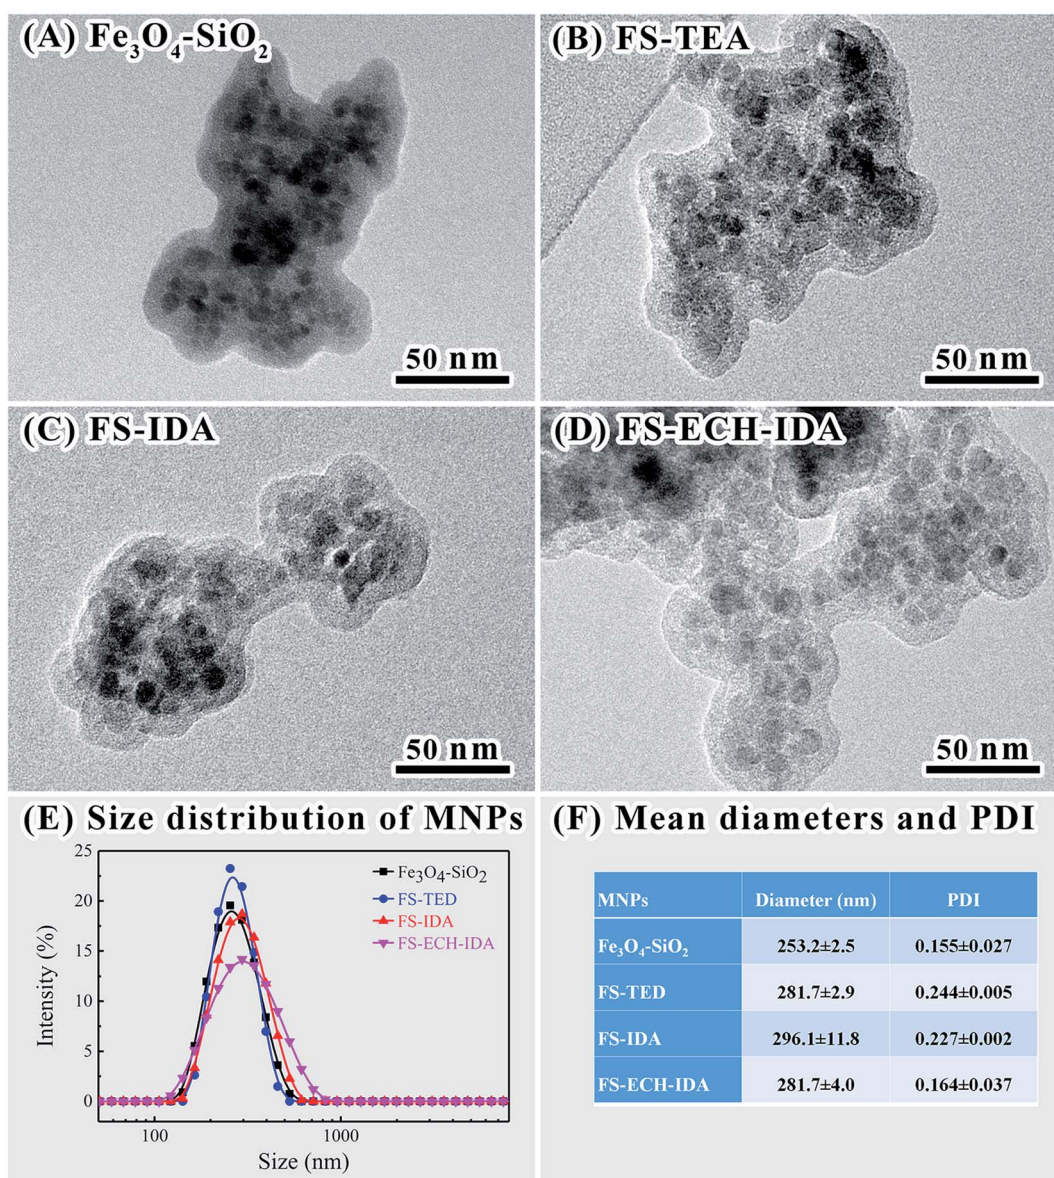 (A) Fe₃O₄-SiO₂
50 nm
(B) FS-TEA
50 nm
(C) FS-IDA
50 nm
(D) FS-ECH-IDA
50 nm
(E) Size distribution of MNPs
Intensity (%)
25
20
15
10
5
0
100
1000
Size (nm)
Fe₃O₄-SiO₂
FS-TED
FS-IDA
FS-ECH-IDA
(F) Mean diameters and PDI
MNPs Diameter (nm) PDI
Fe₃O₄-SiO₂ 253.2±2.5 0.155±0.027
FS-TED 281.7±2.9 0.244±0.005
FS-IDA 296.1±11.8 0.227±0.002
FS-ECH-IDA 281.7±4.0 0.164±0.037